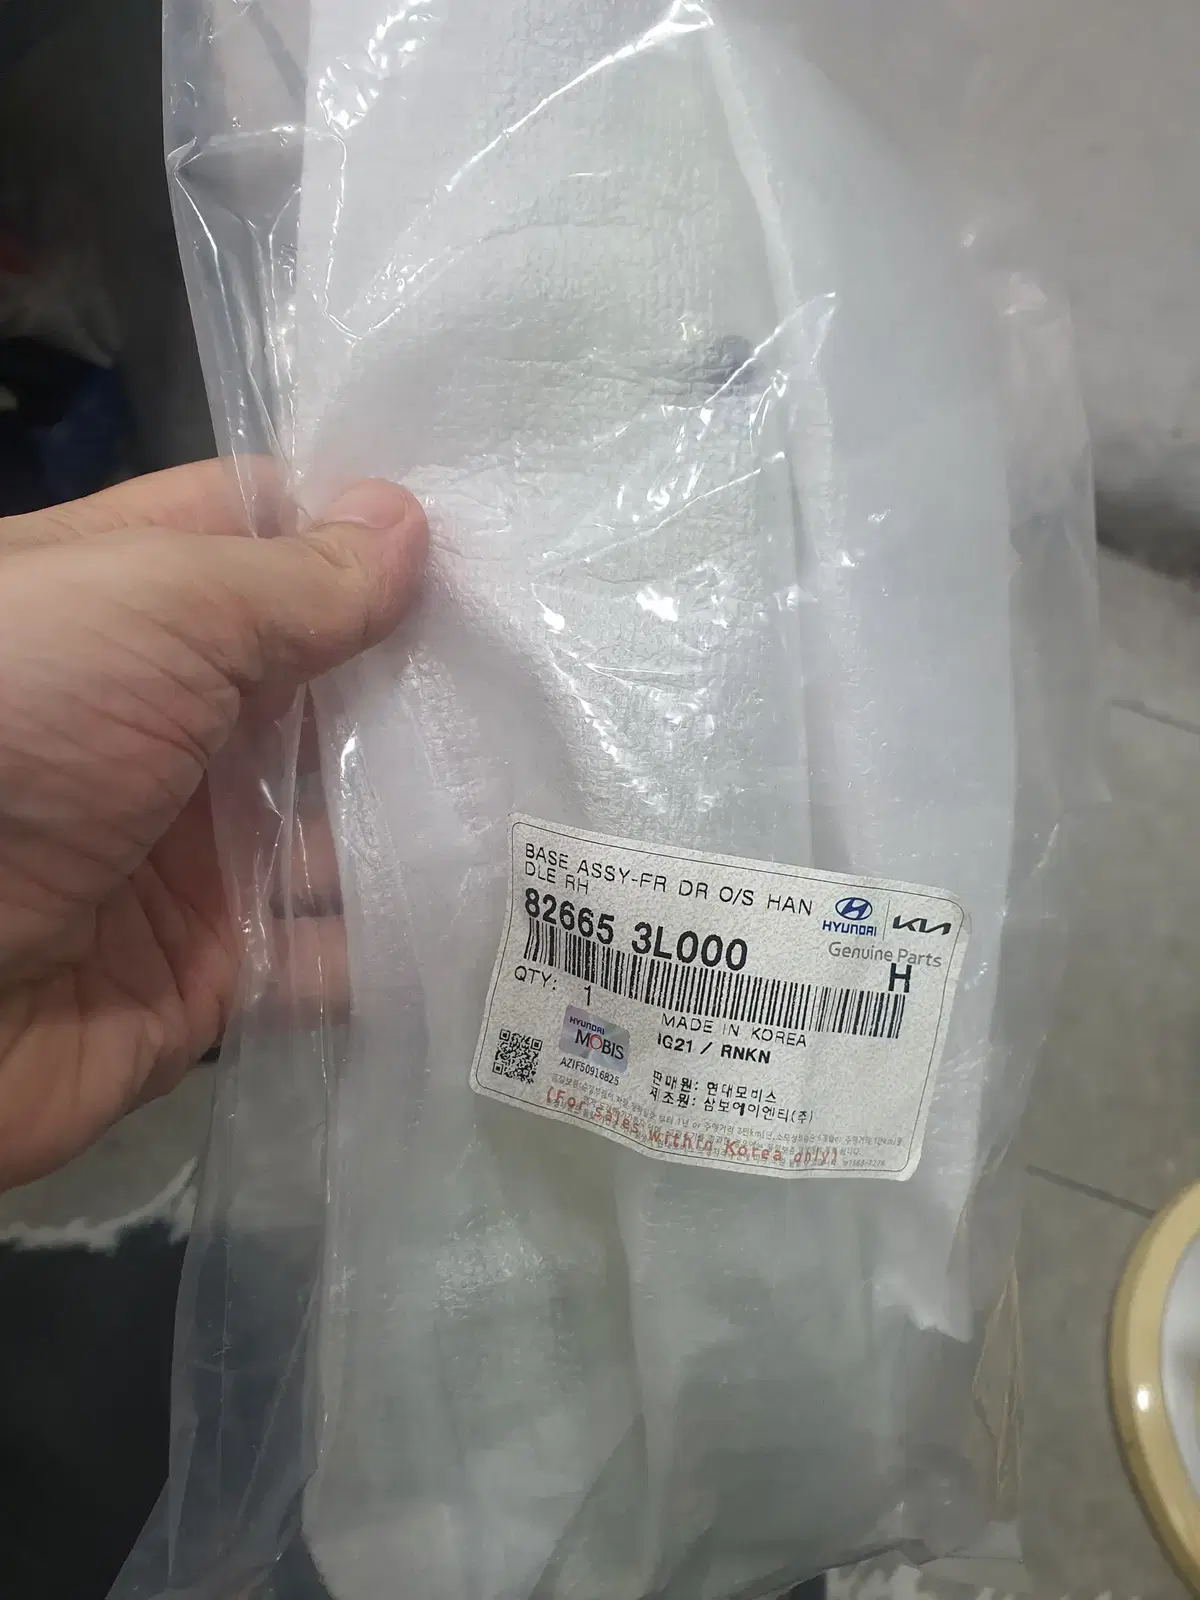 BASE ASSY-FR DR O/S HAN
DLE RH
82665 3L000
HYUNDAI
KIA
Genuine Parts
H
QTY: 1
MADE IN KOREA
IG21 / RNKN
HYUNDAI
MOBIS
AZIF50916825
판매원: 현대모비스
제조원: 삼보에이엔티(주)
(For sales within Korea only)